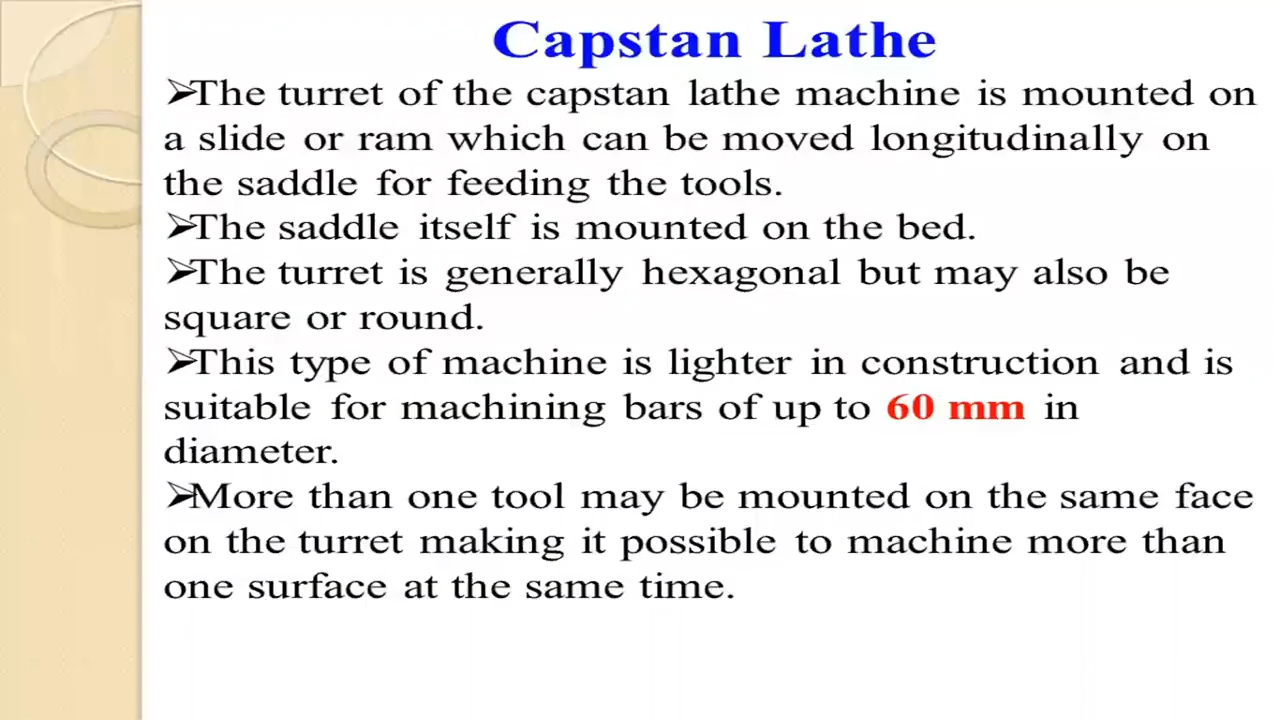 Capstan Lathe
➢The turret of the capstan lathe machine is mounted on
a slide or ram which can be moved longitudinally on
the saddle for feeding the tools.
➢The saddle itself is mounted on the bed.
➢The turret is generally hexagonal but may also be
square or round.
➢This type of machine is lighter in construction and is
suitable for machining bars of up to 60 mm in
diameter.
➢More than one tool may be mounted on the same face
on the turret making it possible to machine more than
one surface at the same time.